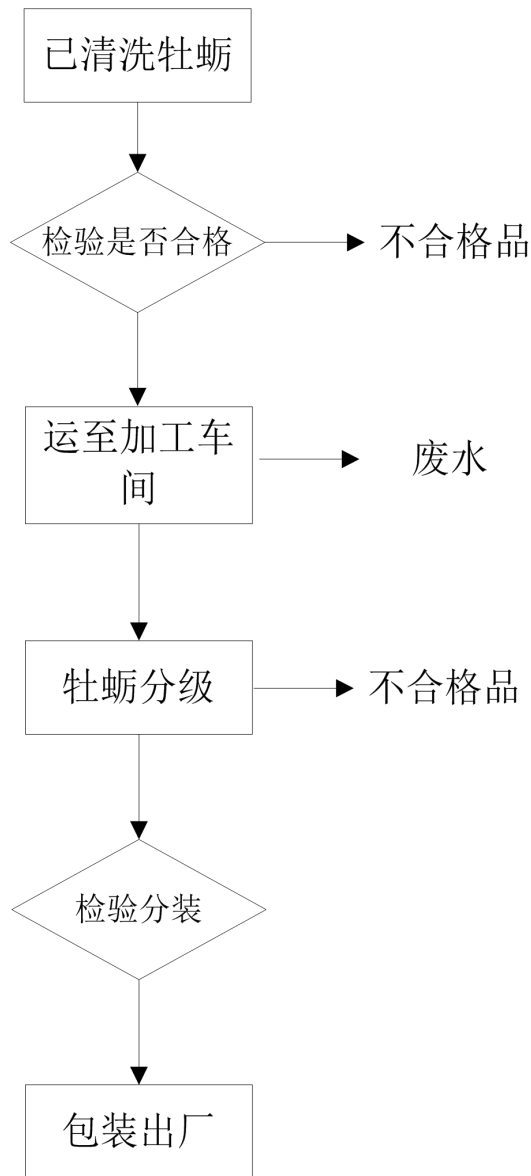 已清洗牡蛎
检验是否合格
不合格品
运至加工车
间
废水
牡蛎分级
不合格品
检验分装
包装出厂